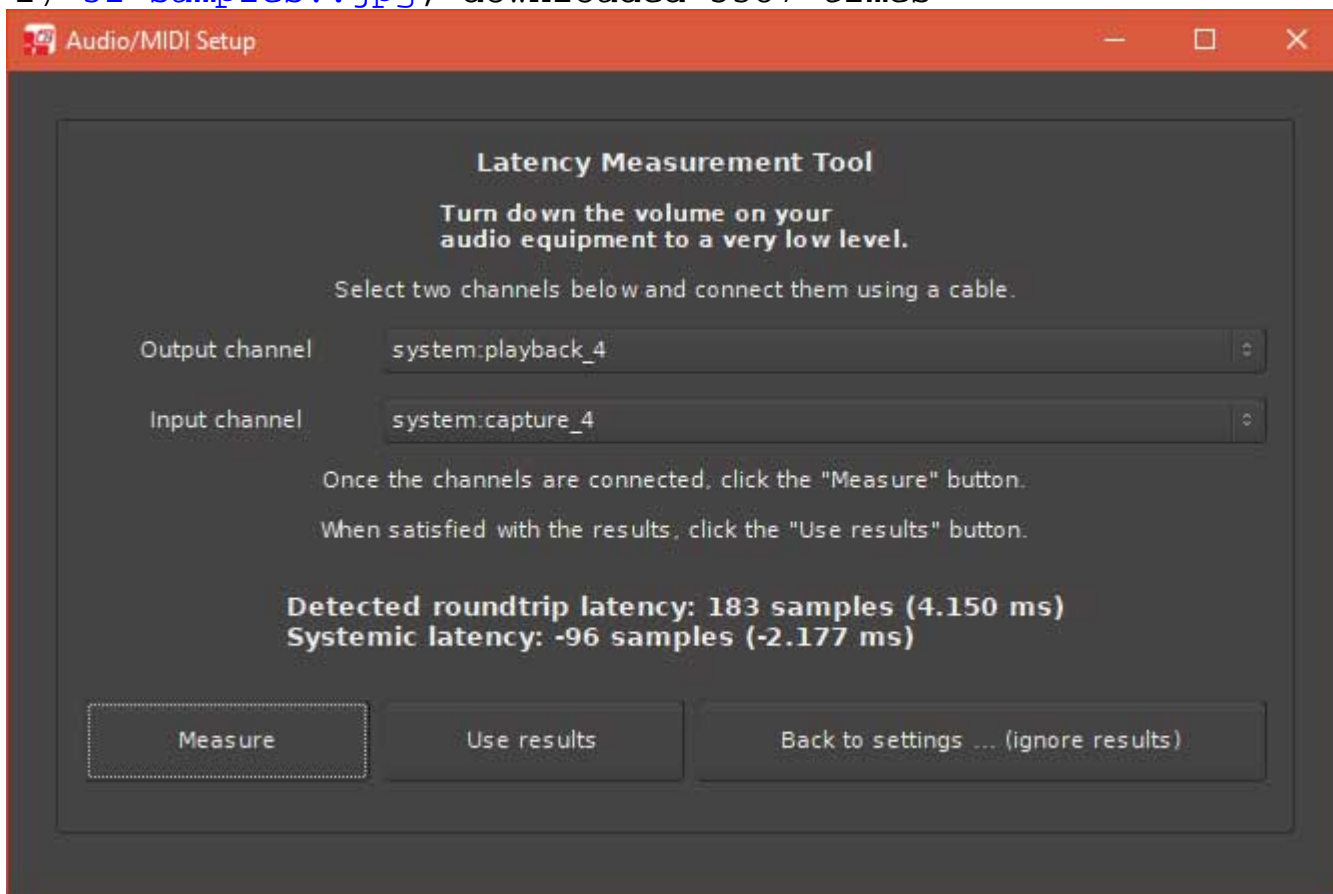 Audio/MIDI Setup
Latency Measurement Tool
Turn down the volume on your
audio equipment to a very low level.
Select two channels below and connect them using a cable.
Output channel system:playback_4
Input channel system:capture_4
Once the channels are connected, click the "Measure" button.
When satisfied with the results, click the "Use results" button.
Detected roundtrip latency: 183 samples (4.150 ms)
Systemic latency: -96 samples (-2.177 ms)
Measure Use results Back to settings ... (ignore results)